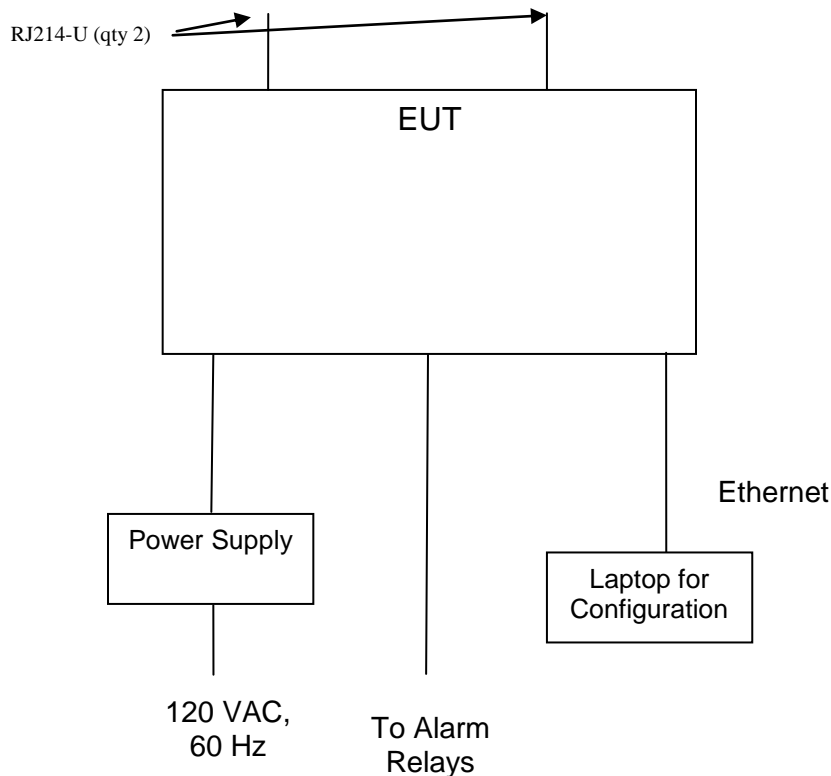 RJ214-U (qty 2)
EUT
Ethernet
Power Supply
Laptop for
Configuration
120 VAC,
60 Hz
To Alarm
Relays